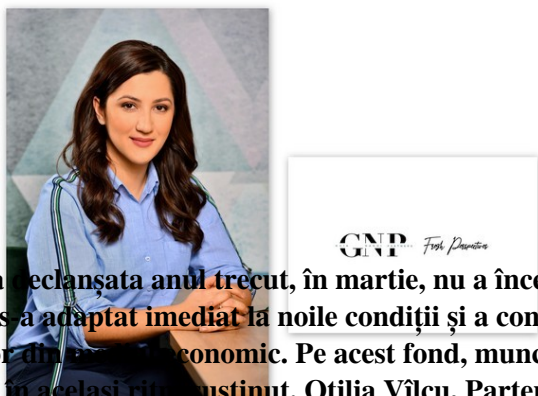 GNP Fresh Perspective
declanșata anul trecut, în martie, nu a înce
s-a adaptat imediat la noile condiții și a con
din economic. Pe acest fond, munc
în același ritm susținut. Otilia Vîlcu, Parter